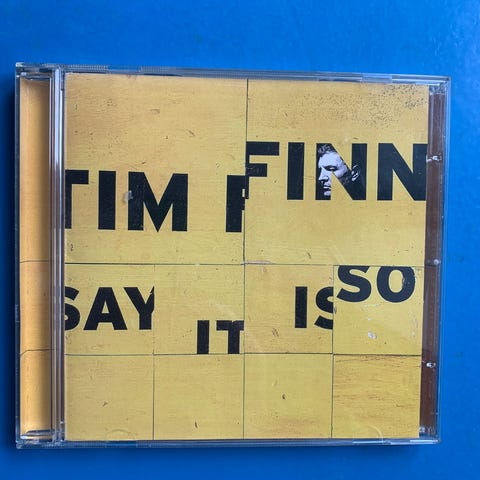 TIM FINN
SAY IT IS SO